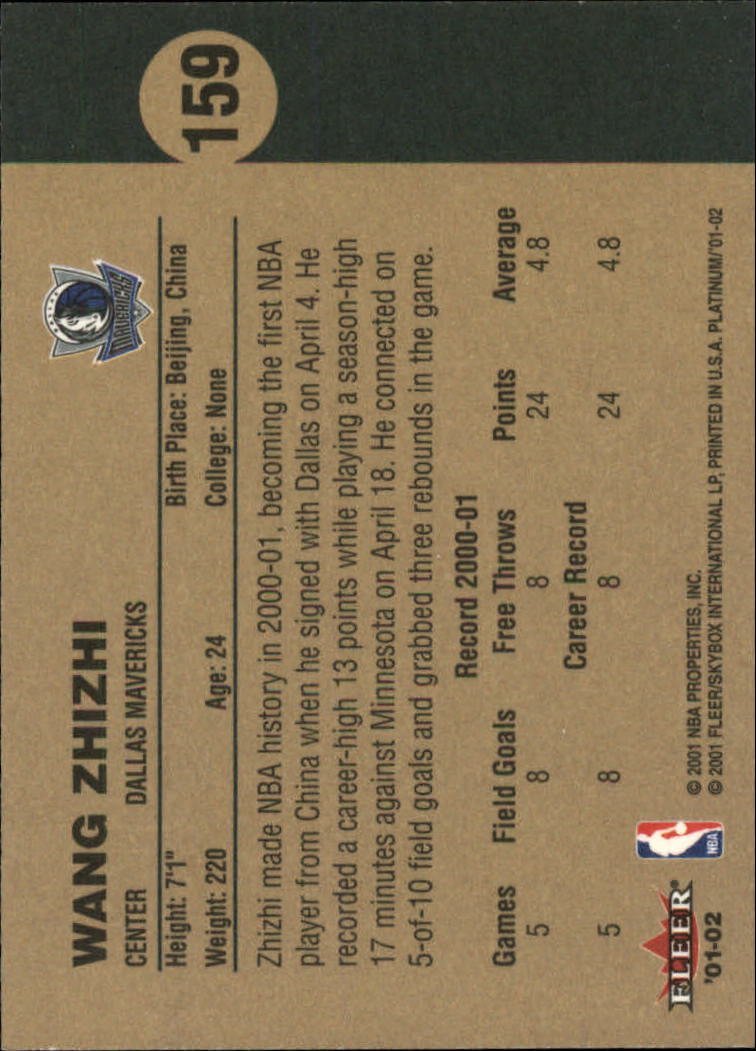 159
MAVERICKS
WANG ZHIZHI
CENTER DALLAS MAVERICKS
Height: 7'1" Birth Place: Beijing, China
Weight: 220 Age: 24 College: None
Zhizhi made NBA history in 2000-01, becoming the first NBA
player from China when he signed with Dallas on April 4. He
recorded a career-high 13 points while playing a season-high
17 minutes against Minnesota on April 18. He connected on
5-of-10 field goals and grabbed three rebounds in the game.
Record 2000-01
Games Field Goals Free Throws Points Average
5 8 8 24 4.8
Career Record
5 8 8 24 4.8
FLEER®
'01-02
NBA
© 2001 NBA PROPERTIES, INC.
© 2001 FLEER/SKYBOX INTERNATIONAL LP, PRINTED IN U.S.A. PLATINUM/'01-02